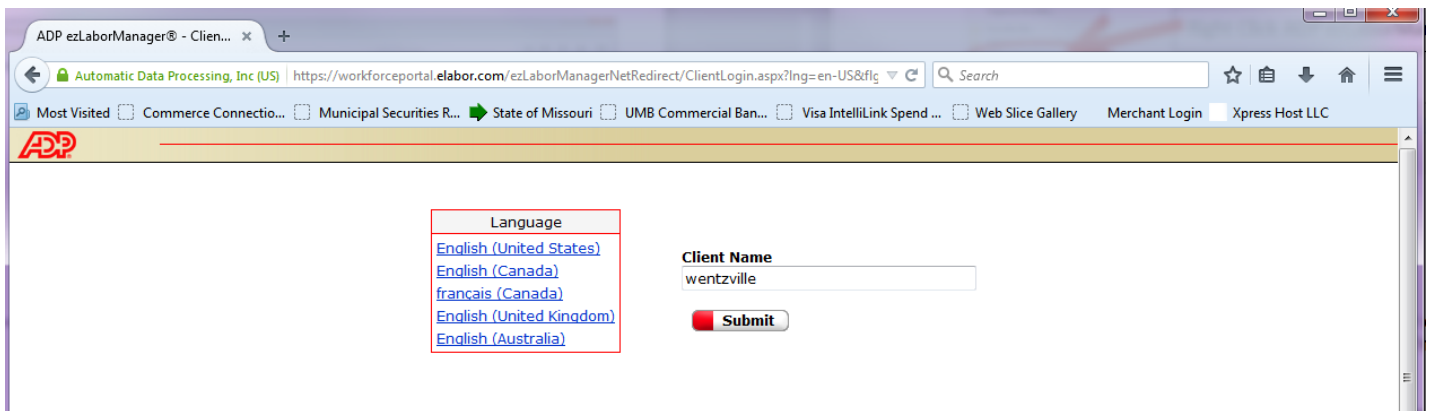 ADP ezLaborManager® - Clien...
Automatic Data Processing, Inc (US) https://workforceportal.elabor.com/ezLaborManagerNetRedirect/ClientLogin.aspx?lng=en-US&flg Search
Most Visited Commerce Connectio... Municipal Securities R... State of Missouri UMB Commercial Ban... Visa IntelliLink Spend ... Web Slice Gallery Merchant Login Xpress Host LLC
ADP
Language
English (United States)
English (Canada)
français (Canada)
English (United Kingdom)
English (Australia)
Client Name
wentzville
Submit